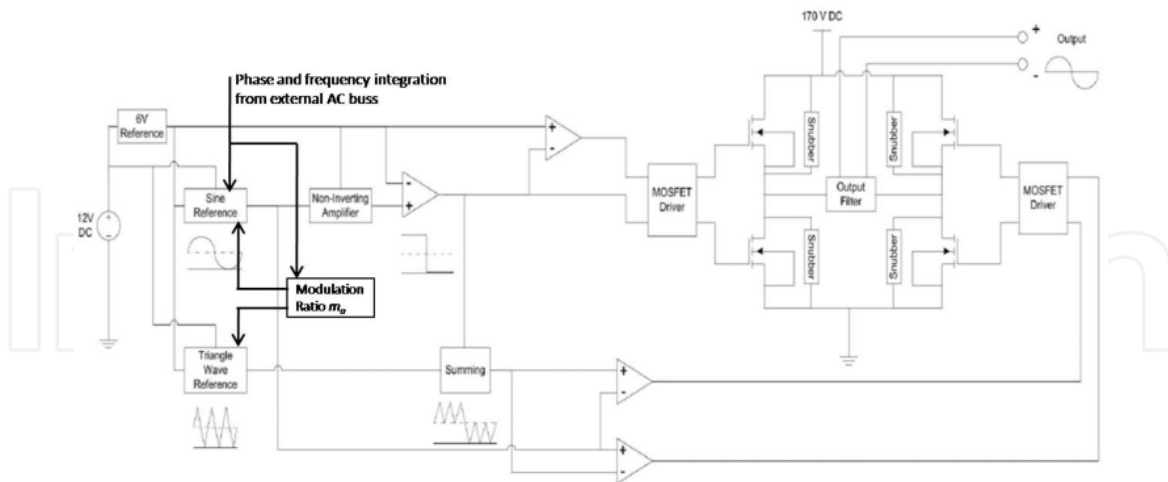 170 V DC
+
Output
-
Phase and frequency integration
from external AC buss
6V
Reference
+
-
Snubber
Snubber
Sine
Reference
Non-Inverting
Amplifier
-
+
MOSFET
Driver
Output
Filter
MOSFET
Driver
12V
DC
+
-
Snubber
Snubber
Modulation
Ratio mα
Triangle
Wave
Reference
Summing
+
-
+
-